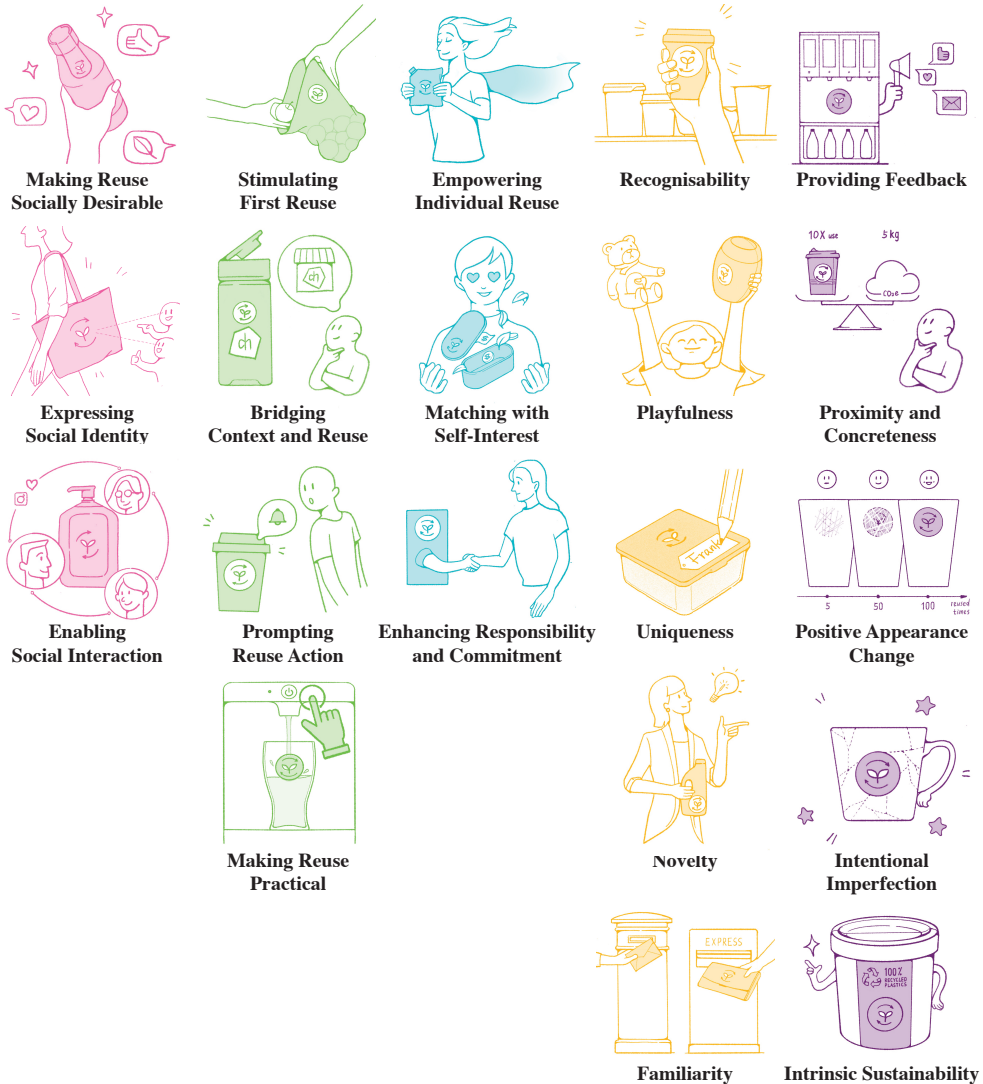 Making Reuse
Socially Desirable
Stimulating
First Reuse
Empowering
Individual Reuse
Recognisability
Providing Feedback
10X use
5kg
CO2e
ch
ch
Expressing
Social Identity
Bridging
Context and Reuse
$
$
Matching with
Self-Interest
Playfulness
Proximity and
Concreteness
Frank
5
50
100
reused
times
Enabling
Social Interaction
Prompting
Reuse Action
Enhancing Responsibility
and Commitment
Uniqueness
Positive Appearance
Change
Making Reuse
Practical
Novelty
Intentional
Imperfection
EXPRESS
100%
RECYCLED
PLASTICS
Familiarity
Intrinsic Sustainability